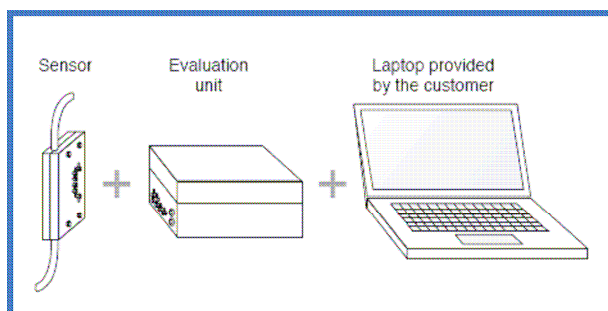 Sensor
Evaluation
unit
Laptop provided
by the customer